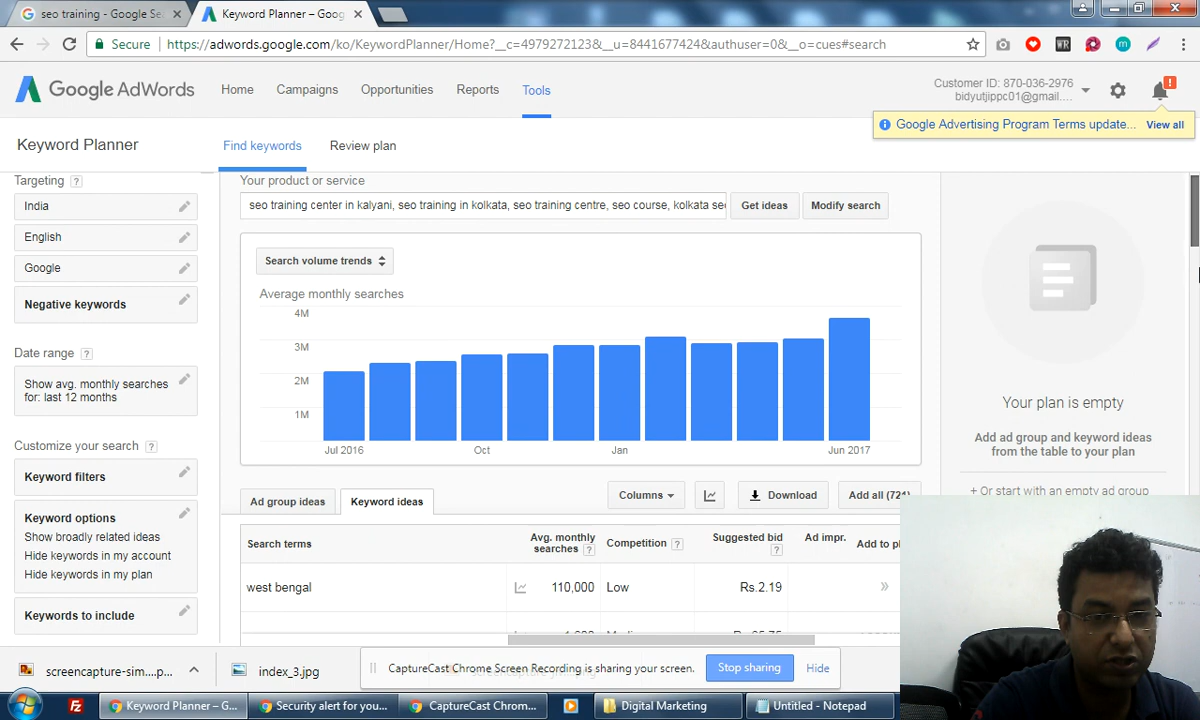 seo training - Google Se
Keyword Planner – Goog
Secure
https://adwords.google.com/ko/KeywordPlanner/Home?__c=4979272123&__u=8441677424&authuser=0&__o=cues#search
WR
m
Google AdWords
Home
Campaigns
Opportunities
Reports
Tools
Customer ID: 870-036-2976
bidyutjippc01@gmail....
!
Google Advertising Program Terms update...
View all
Keyword Planner
Find keywords
Review plan
Targeting ?
India
English
Google
Negative keywords
Date range ?
Show avg. monthly searches
for: last 12 months
Customize your search ?
Keyword filters
Keyword options
Show broadly related ideas
Hide keywords in my account
Hide keywords in my plan
Keywords to include
Your product or service
seo training center in kalyani, seo training in kolkata, seo training centre, seo course, kolkata seo
Get ideas
Modify search
Search volume trends
Average monthly searches
4M
3M
2M
1M
Jul 2016
Oct
Jan
Jun 2017
Ad group ideas
Keyword ideas
Columns
Download
Add all (724)
Search terms
Avg. monthly
searches ?
Competition ?
Suggested bid
?
Ad impr.
Add to pl
west bengal
110,000
Low
Rs.2.19
»
Your plan is empty
Add ad group and keyword ideas
from the table to your plan
+ Or start with an empty ad group
screencapture-sim....p...
index_3.jpg
CaptureCast Chrome Screen Recording is sharing your screen.
Stop sharing
Hide
Fz
Keyword Planner – G...
Security alert for you...
CaptureCast Chrom...
Digital Marketing
Untitled - Notepad